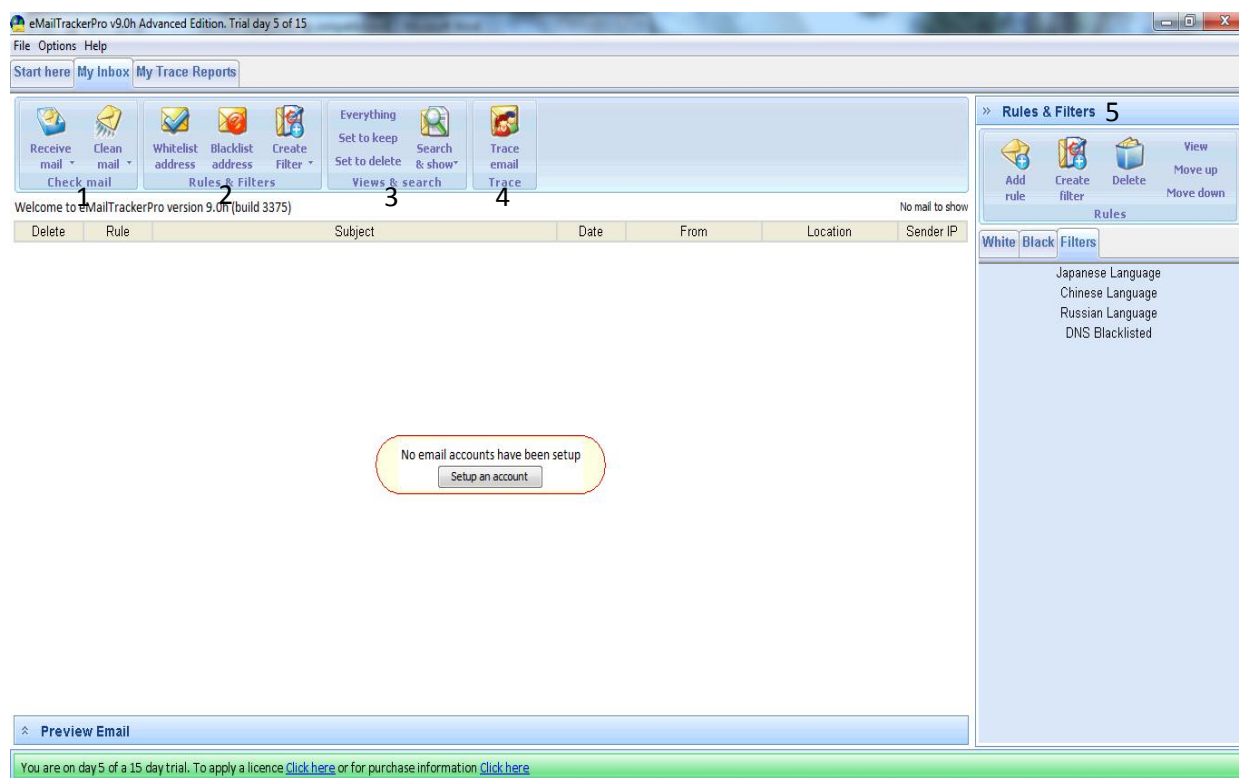 eMailTrackerPro v9.0h Advanced Edition. Trial day 5 of 15
File Options Help
Start here My Inbox My Trace Reports
Receive mail
Clean mail
Check mail
1
Whitelist address
Blacklist address
Create Filter
Rules & Filters
2
Everything
Set to keep
Set to delete
Search & show
Views & search
3
Trace email
Trace
4
Welcome to eMailTrackerPro version 9.0h (build 3375)
No mail to show
Delete Rule Subject Date From Location Sender IP
No email accounts have been setup
Setup an account
Preview Email
» Rules & Filters 5
Add rule
Create filter
Delete
View
Move up
Move down
Rules
White Black Filters
Japanese Language
Chinese Language
Russian Language
DNS Blacklisted
You are on day 5 of a 15 day trial. To apply a licence Click here or for purchase information Click here